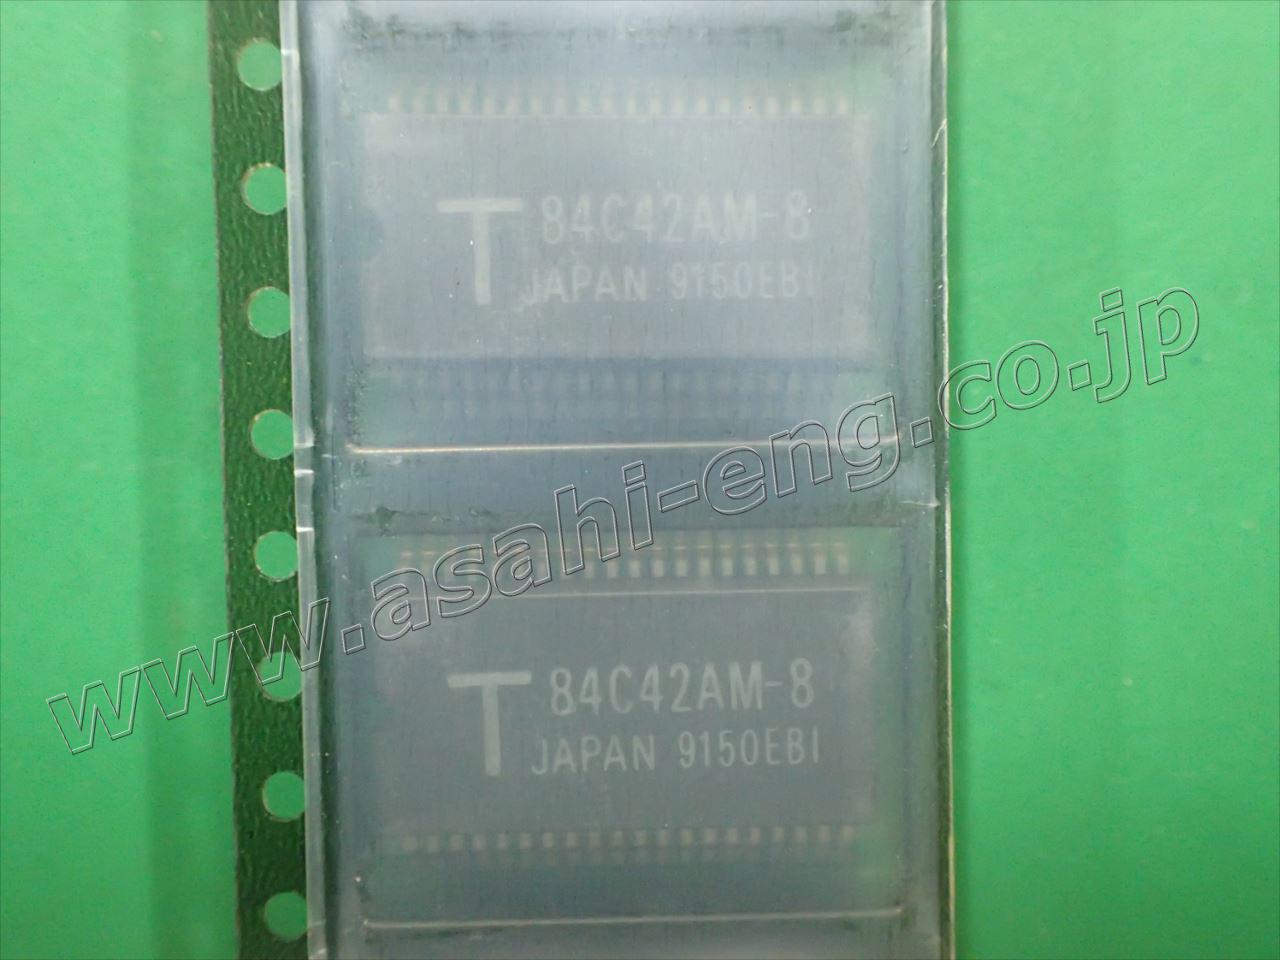 T 84C42AM-8
JAPAN 9150EBI
www.asahi-eng.co.jp
T 84C42AM-8
JAPAN 9150EBI